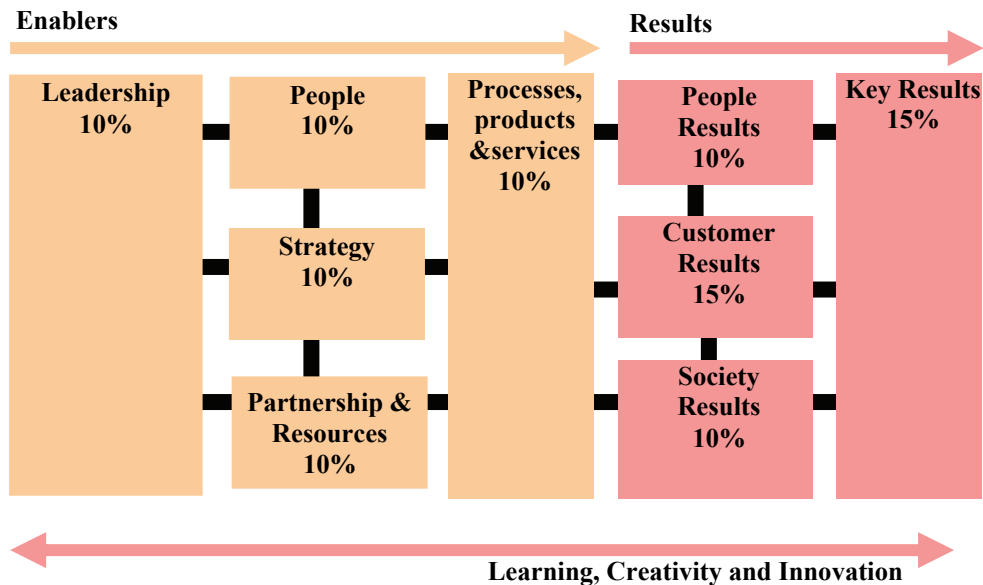 Enablers
Results
Leadership
10%
People
10%
Processes,
products
&services
10%
People
Results
10%
Key Results
15%
Strategy
10%
Customer
Results
15%
Partnership &
Resources
10%
Society
Results
10%
Learning, Creativity and Innovation